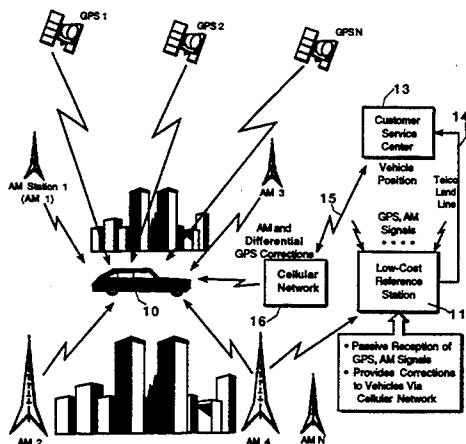 GPS 1
GPS 2
GPS N
13
14
Customer
Service
Center
AM Station 1
(AM 1)
AM 3
Vehicle
Position
Telco
Land
Line
15
GPS, AM
Signals
AM and
Differential
GPS Corrections
Cellular
Network
Low-Cost
Reference
Station
10
16
11
• Passive Reception of
GPS, AM Signals
• Provides Corrections
to Vehicles Via
Cellular Network
AM 2
AM 4
AM N